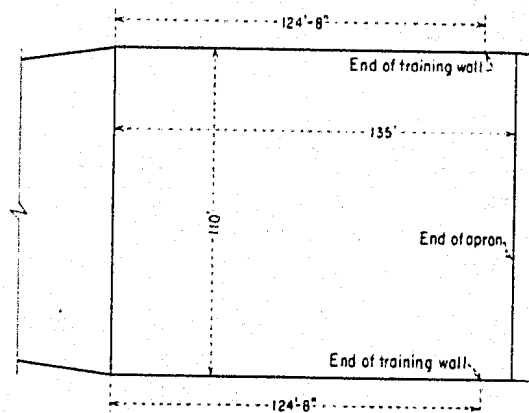 124'-8"
End of training wall
135'
110'
End of apron
End of training wall
124'-8"